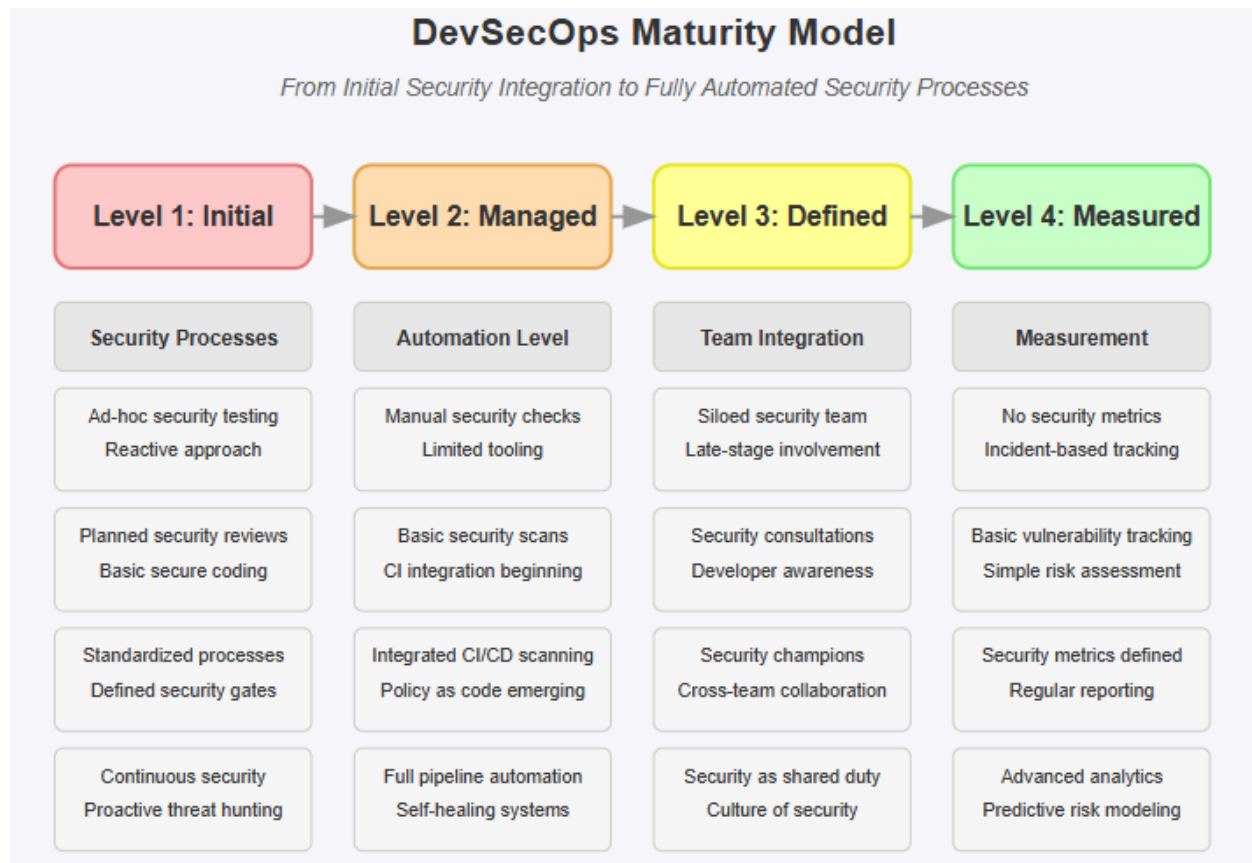 DevSecOps Maturity Model
From Initial Security Integration to Fully Automated Security Processes
Level 1: Initial
Level 2: Managed
Level 3: Defined
Level 4: Measured
Security Processes
Automation Level
Team Integration
Measurement
Ad-hoc security testing
Reactive approach
Manual security checks
Limited tooling
Siloed security team
Late-stage involvement
No security metrics
Incident-based tracking
Planned security reviews
Basic secure coding
Basic security scans
CI integration beginning
Security consultations
Developer awareness
Basic vulnerability tracking
Simple risk assessment
Standardized processes
Defined security gates
Integrated CI/CD scanning
Policy as code emerging
Security champions
Cross-team collaboration
Security metrics defined
Regular reporting
Continuous security
Proactive threat hunting
Full pipeline automation
Self-healing systems
Security as shared duty
Culture of security
Advanced analytics
Predictive risk modeling